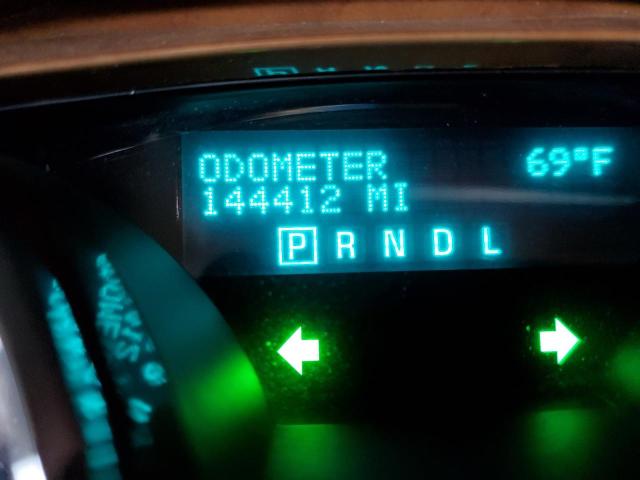 ODOMETER 69°F
144412 MI
P R N D L